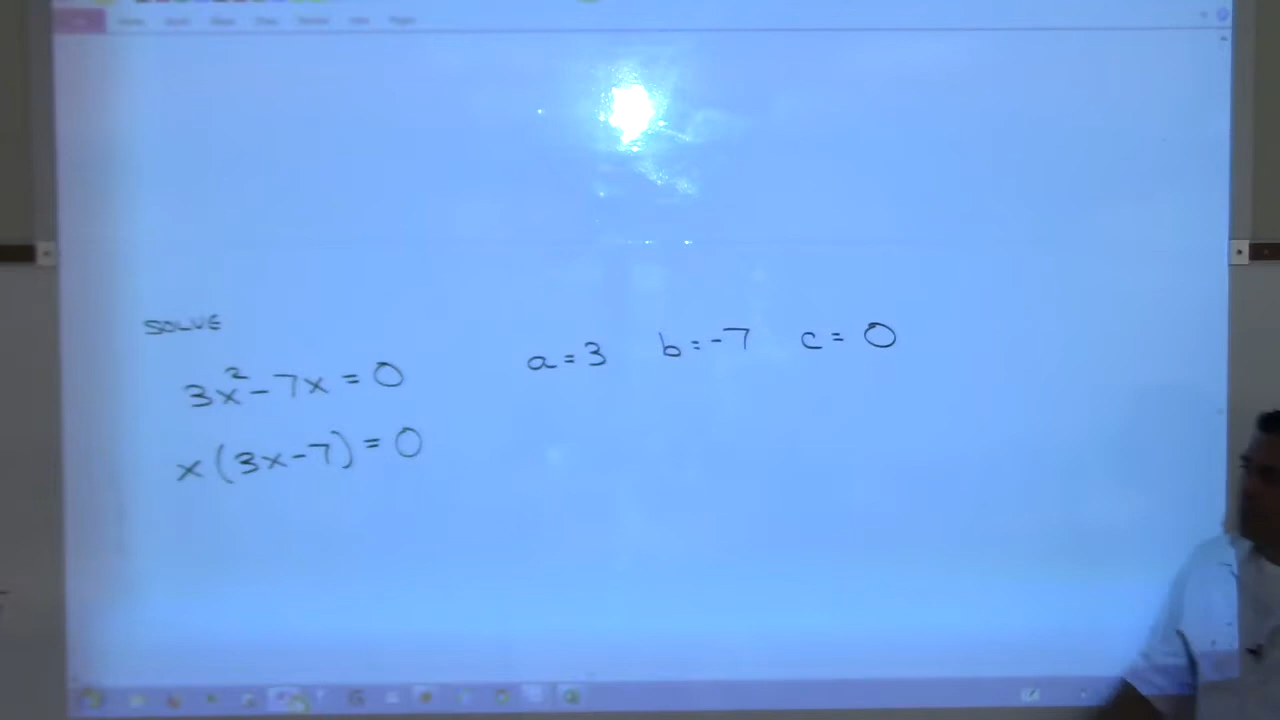 SOLVE
3x² - 7x = 0
x(3x - 7) = 0
a = 3 b = -7 c = 0